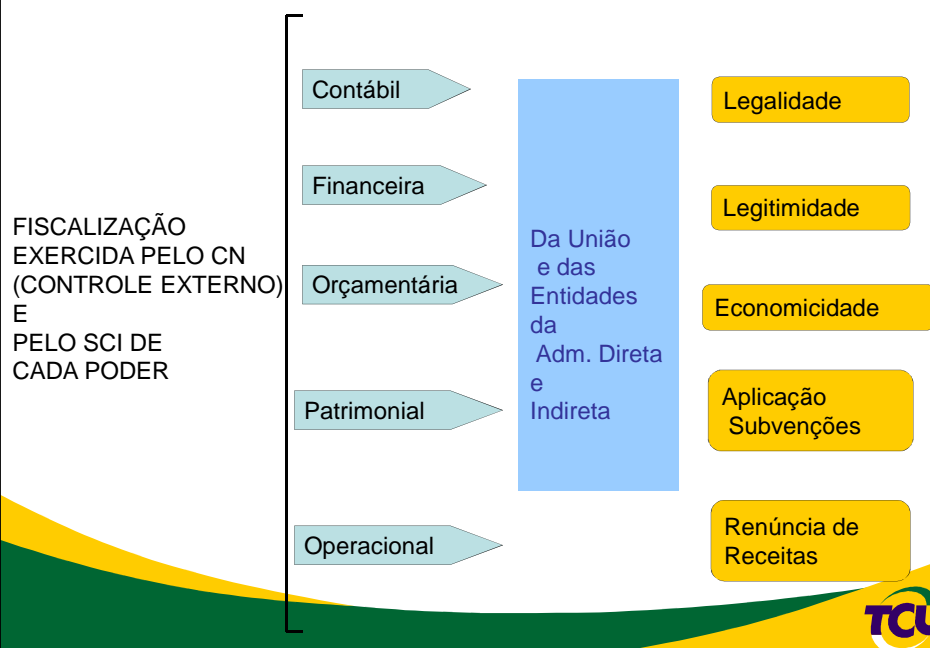 FISCALIZAÇÃO
EXERCIDA PELO CN
(CONTROLE EXTERNO)
E
PELO SCI DE
CADA PODER
Contábil
Financeira
Orçamentária
Patrimonial
Operacional
Da União
e das
Entidades
da
Adm. Direta
e
Indireta
Legalidade
Legitimidade
Economicidade
Aplicação
Subvenções
Renúncia de
Receitas
TCU